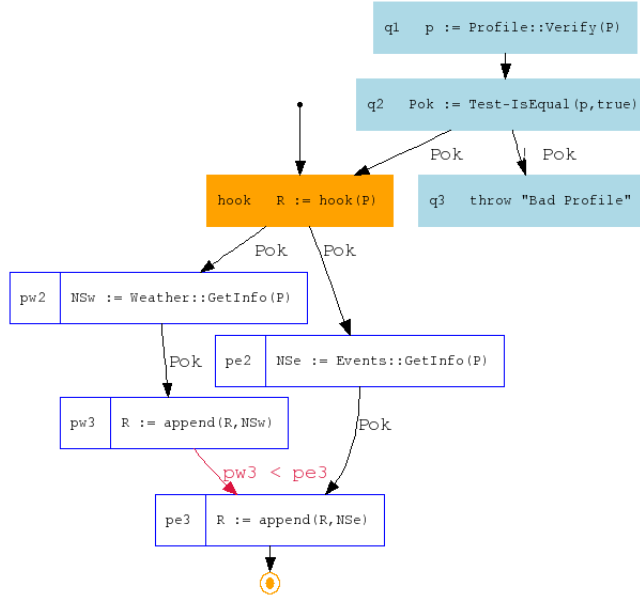 q1 p := Profile::Verify(P)
q2 Pok := Test-IsEqual(p,true)
Pok
! Pok
hook R := hook(P)
q3 throw "Bad Profile"
Pok
Pok
pw2 NSw := Weather::GetInfo(P)
Pok
pe2 NSe := Events::GetInfo(P)
pw3 R := append(R,NSw)
Pok
pw3 < pe3
pe3 R := append(R,NSe)